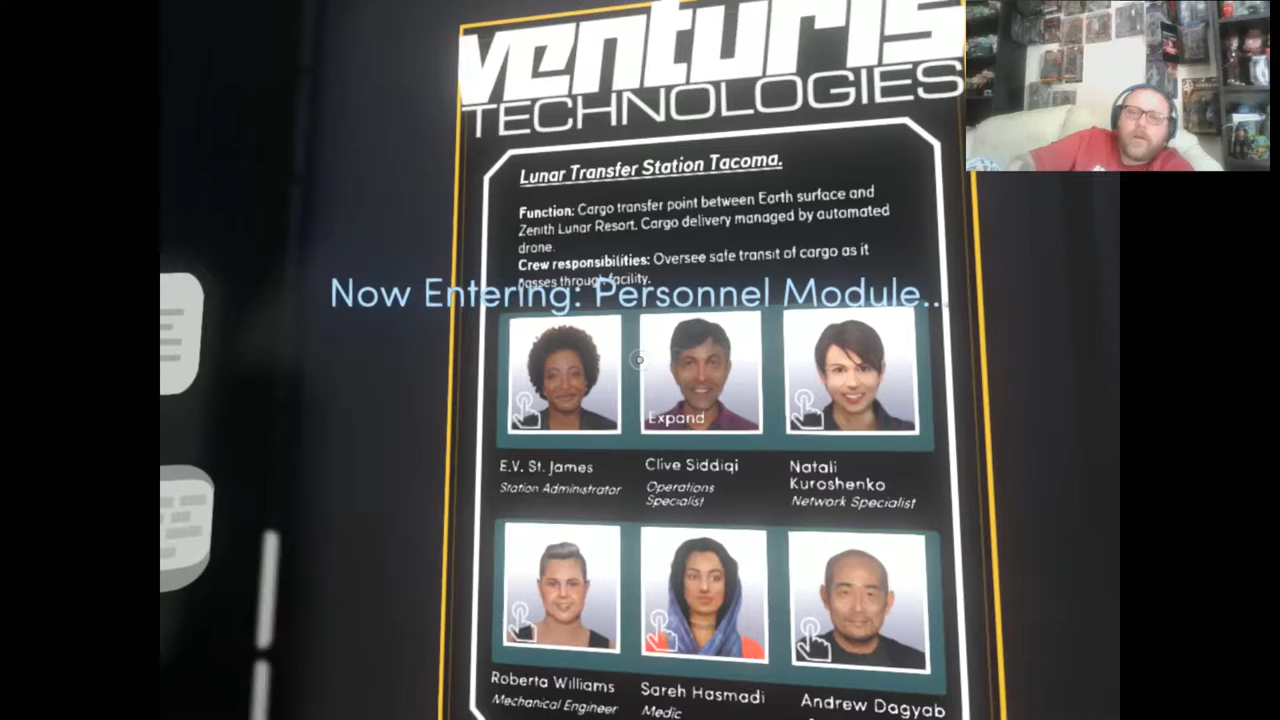 venturis
TECHNOLOGIES
Lunar Transfer Station Tacoma.
Function: Cargo transfer point between Earth surface and
Zenith Lunar Resort. Cargo delivery managed by automated
drone.
Crew responsibilities: Oversee safe transit of cargo as it
passes through facility.
Now Entering: Personnel Module...
Expand
E.V. St. James
Station Administrator
Clive Siddiqi
Operations
Specialist
Natali
Kuroshenko
Network Specialist
Roberta Williams
Mechanical Engineer
Sareh Hasmadi
Medic
Andrew Dagyab